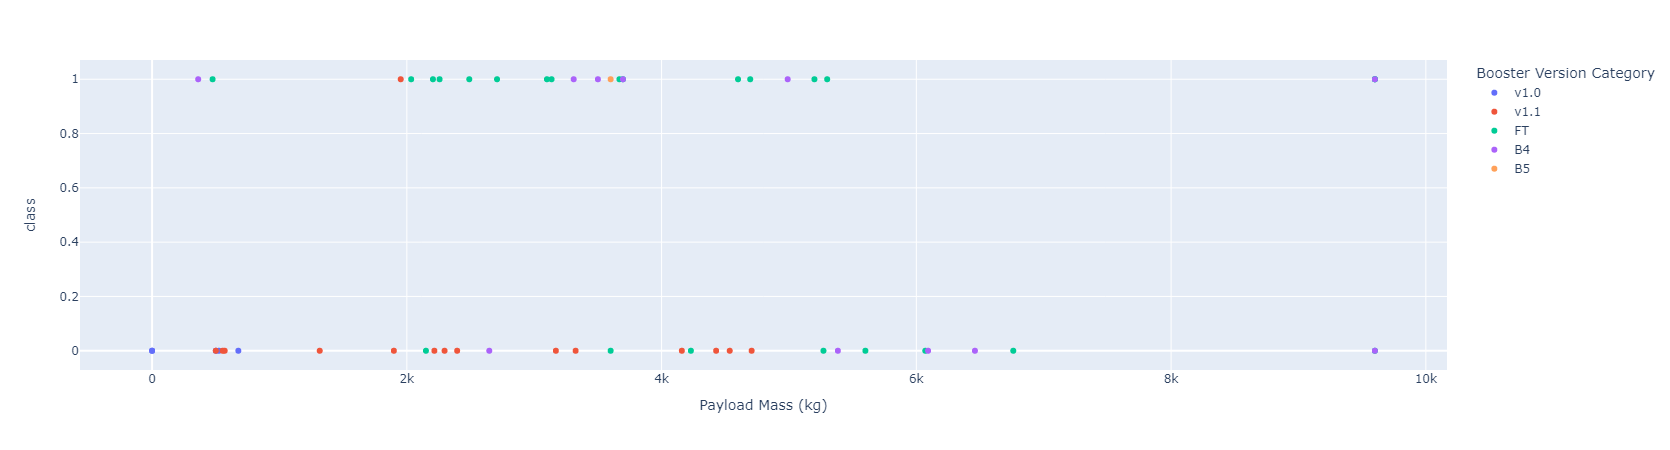 1
0.8
0.6
0.4
0.2
0
class
0 2k 4k 6k 8k 10k
Payload Mass (kg)
Booster Version Category
v1.0
v1.1
FT
B4
B5